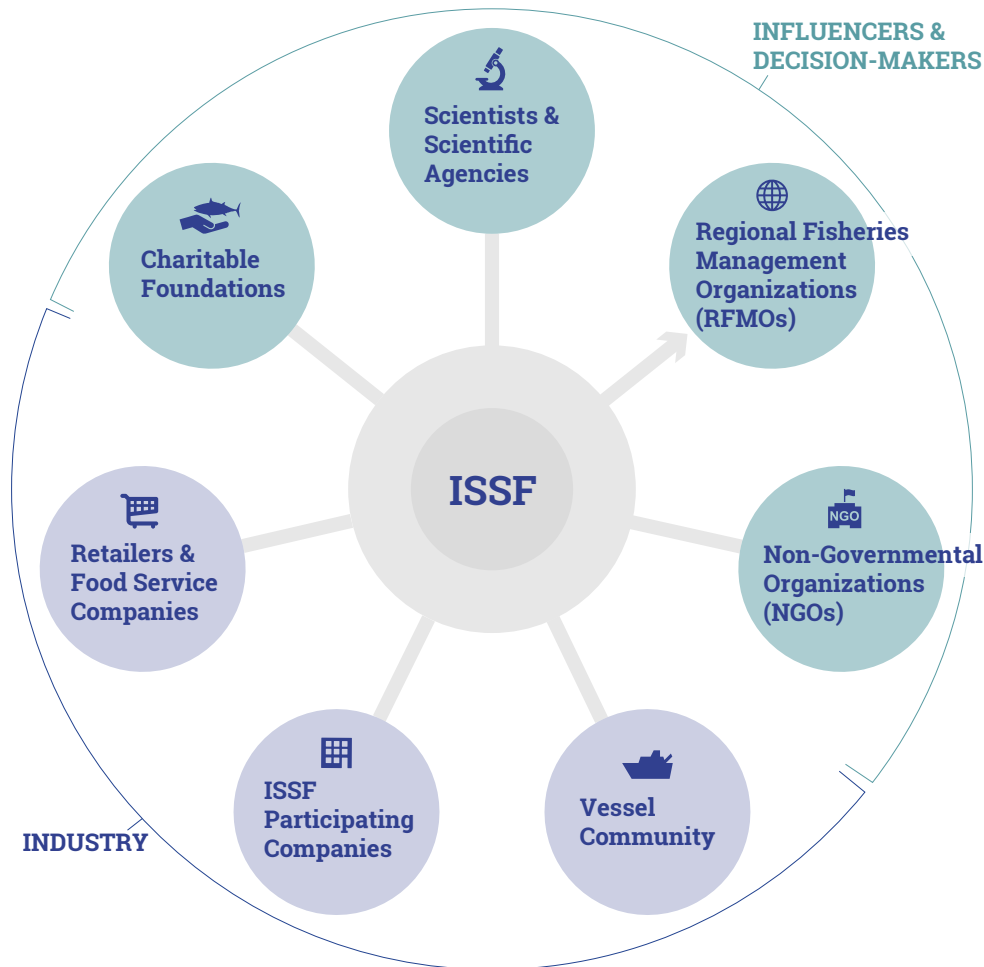 INFLUENCERS &
DECISION-MAKERS
Scientists &
Scientific
Agencies
Charitable
Foundations
Regional Fisheries
Management
Organizations
(RFMOs)
ISSF
Retailers &
Food Service
Companies
NGO
Non-Governmental
Organizations
(NGOs)
ISSF
Participating
Companies
Vessel
Community
INDUSTRY